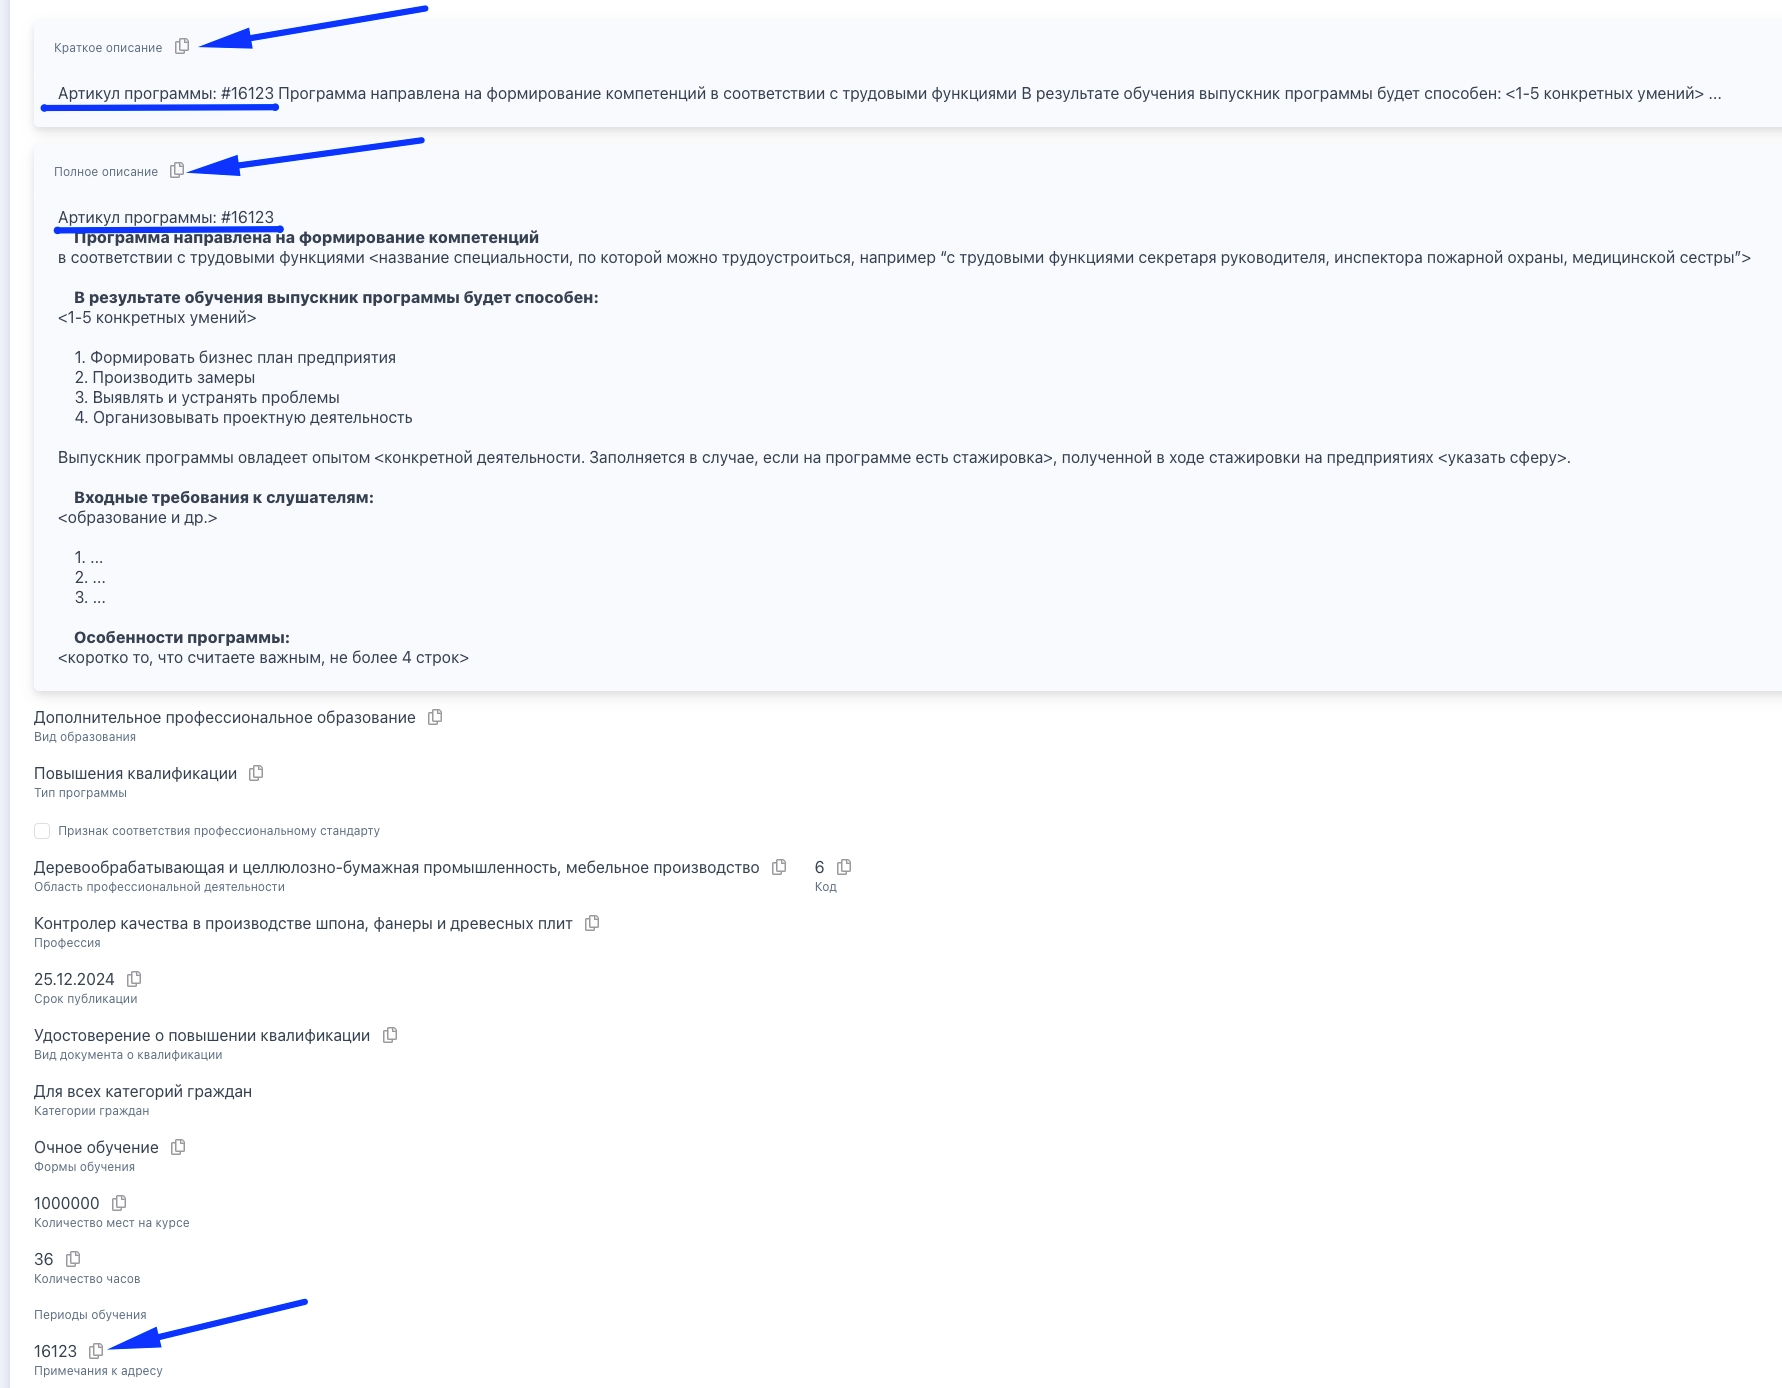 Краткое описание
Артикул программы: #16123 Программа направлена на формирование компетенций в соответствии с трудовыми функциями В результате обучения выпускник программы будет способен: <1-5 конкретных умений> ...
Полное описание
Артикул программы: #16123
Программа направлена на формирование компетенций
в соответствии с трудовыми функциями <название специальности, по которой можно трудоустроиться, например “с трудовыми функциями секретаря руководителя, инспектора пожарной охраны, медицинской сестры”>
В результате обучения выпускник программы будет способен:
<1-5 конкретных умений>
1. Формировать бизнес план предприятия
2. Производить замеры
3. Выявлять и устранять проблемы
4. Организовывать проектную деятельность
Выпускник программы овладеет опытом <конкретной деятельности. Заполняется в случае, если на программе есть стажировка>, полученной в ходе стажировки на предприятиях <указать сферу>.
Входные требования к слушателям:
<образование и др.>
1. ...
2. ...
3. ...
Особенности программы:
<коротко то, что считаете важным, не более 4 строк>
Дополнительное профессиональное образование
Вид образования
Повышения квалификации
Тип программы
Признак соответствия профессиональному стандарту
Деревообрабатывающая и целлюлозно-бумажная промышленность, мебельное производство 6
Область профессиональной деятельности Код
Контролер качества в производстве шпона, фанеры и древесных плит
Профессия
25.12.2024
Срок публикации
Удостоверение о повышении квалификации
Вид документа о квалификации
Для всех категорий граждан
Категории граждан
Очное обучение
Формы обучения
1000000
Количество мест на курсе
36
Количество часов
Периоды обучения
16123
Примечания к адресу